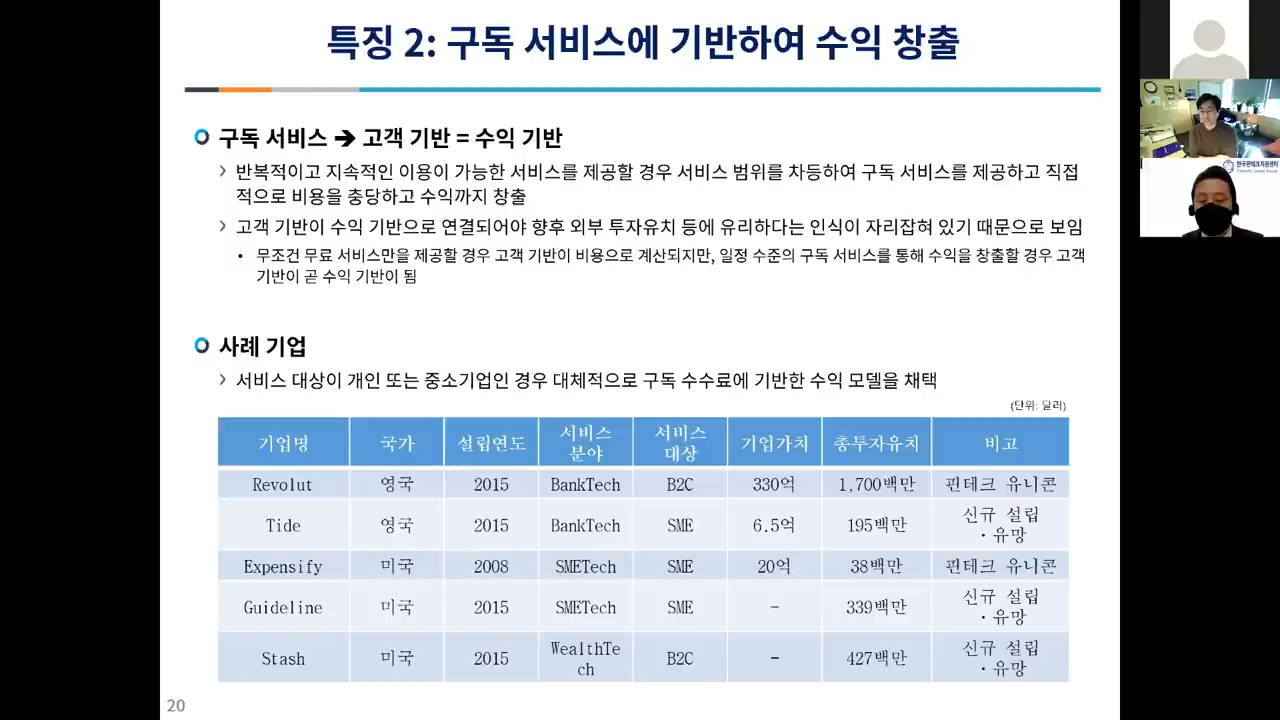 특징 2: 구독 서비스에 기반하여 수익 창출
구독 서비스 ➔ 고객 기반 = 수익 기반
› 반복적이고 지속적인 이용이 가능한 서비스를 제공할 경우 서비스 범위를 차등하여 구독 서비스를 제공하고 직접
적으로 비용을 충당하고 수익까지 창출
› 고객 기반이 수익 기반으로 연결되어야 향후 외부 투자유치 등에 유리하다는 인식이 자리잡혀 있기 때문으로 보임
• 무조건 무료 서비스만을 제공할 경우 고객 기반이 비용으로 계산되지만, 일정 수준의 구독 서비스를 통해 수익을 창출할 경우 고객
기반이 곧 수익 기반이 됨
사례 기업
› 서비스 대상이 개인 또는 중소기업인 경우 대체적으로 구독 수수료에 기반한 수익 모델을 채택
(단위: 달러)
기업명 국가 설립연도 서비스 분야 서비스 대상 기업가치 총투자유치 비고
Revolut 영국 2015 BankTech B2C 330억 1,700백만 핀테크 유니콘
Tide 영국 2015 BankTech SME 6.5억 195백만 신규 설립 ·유망
Expensify 미국 2008 SMETech SME 20억 38백만 핀테크 유니콘
Guideline 미국 2015 SMETech SME - 339백만 신규 설립 ·유망
Stash 미국 2015 WealthTech B2C - 427백만 신규 설립 ·유망
20
한국핀테크지원센터